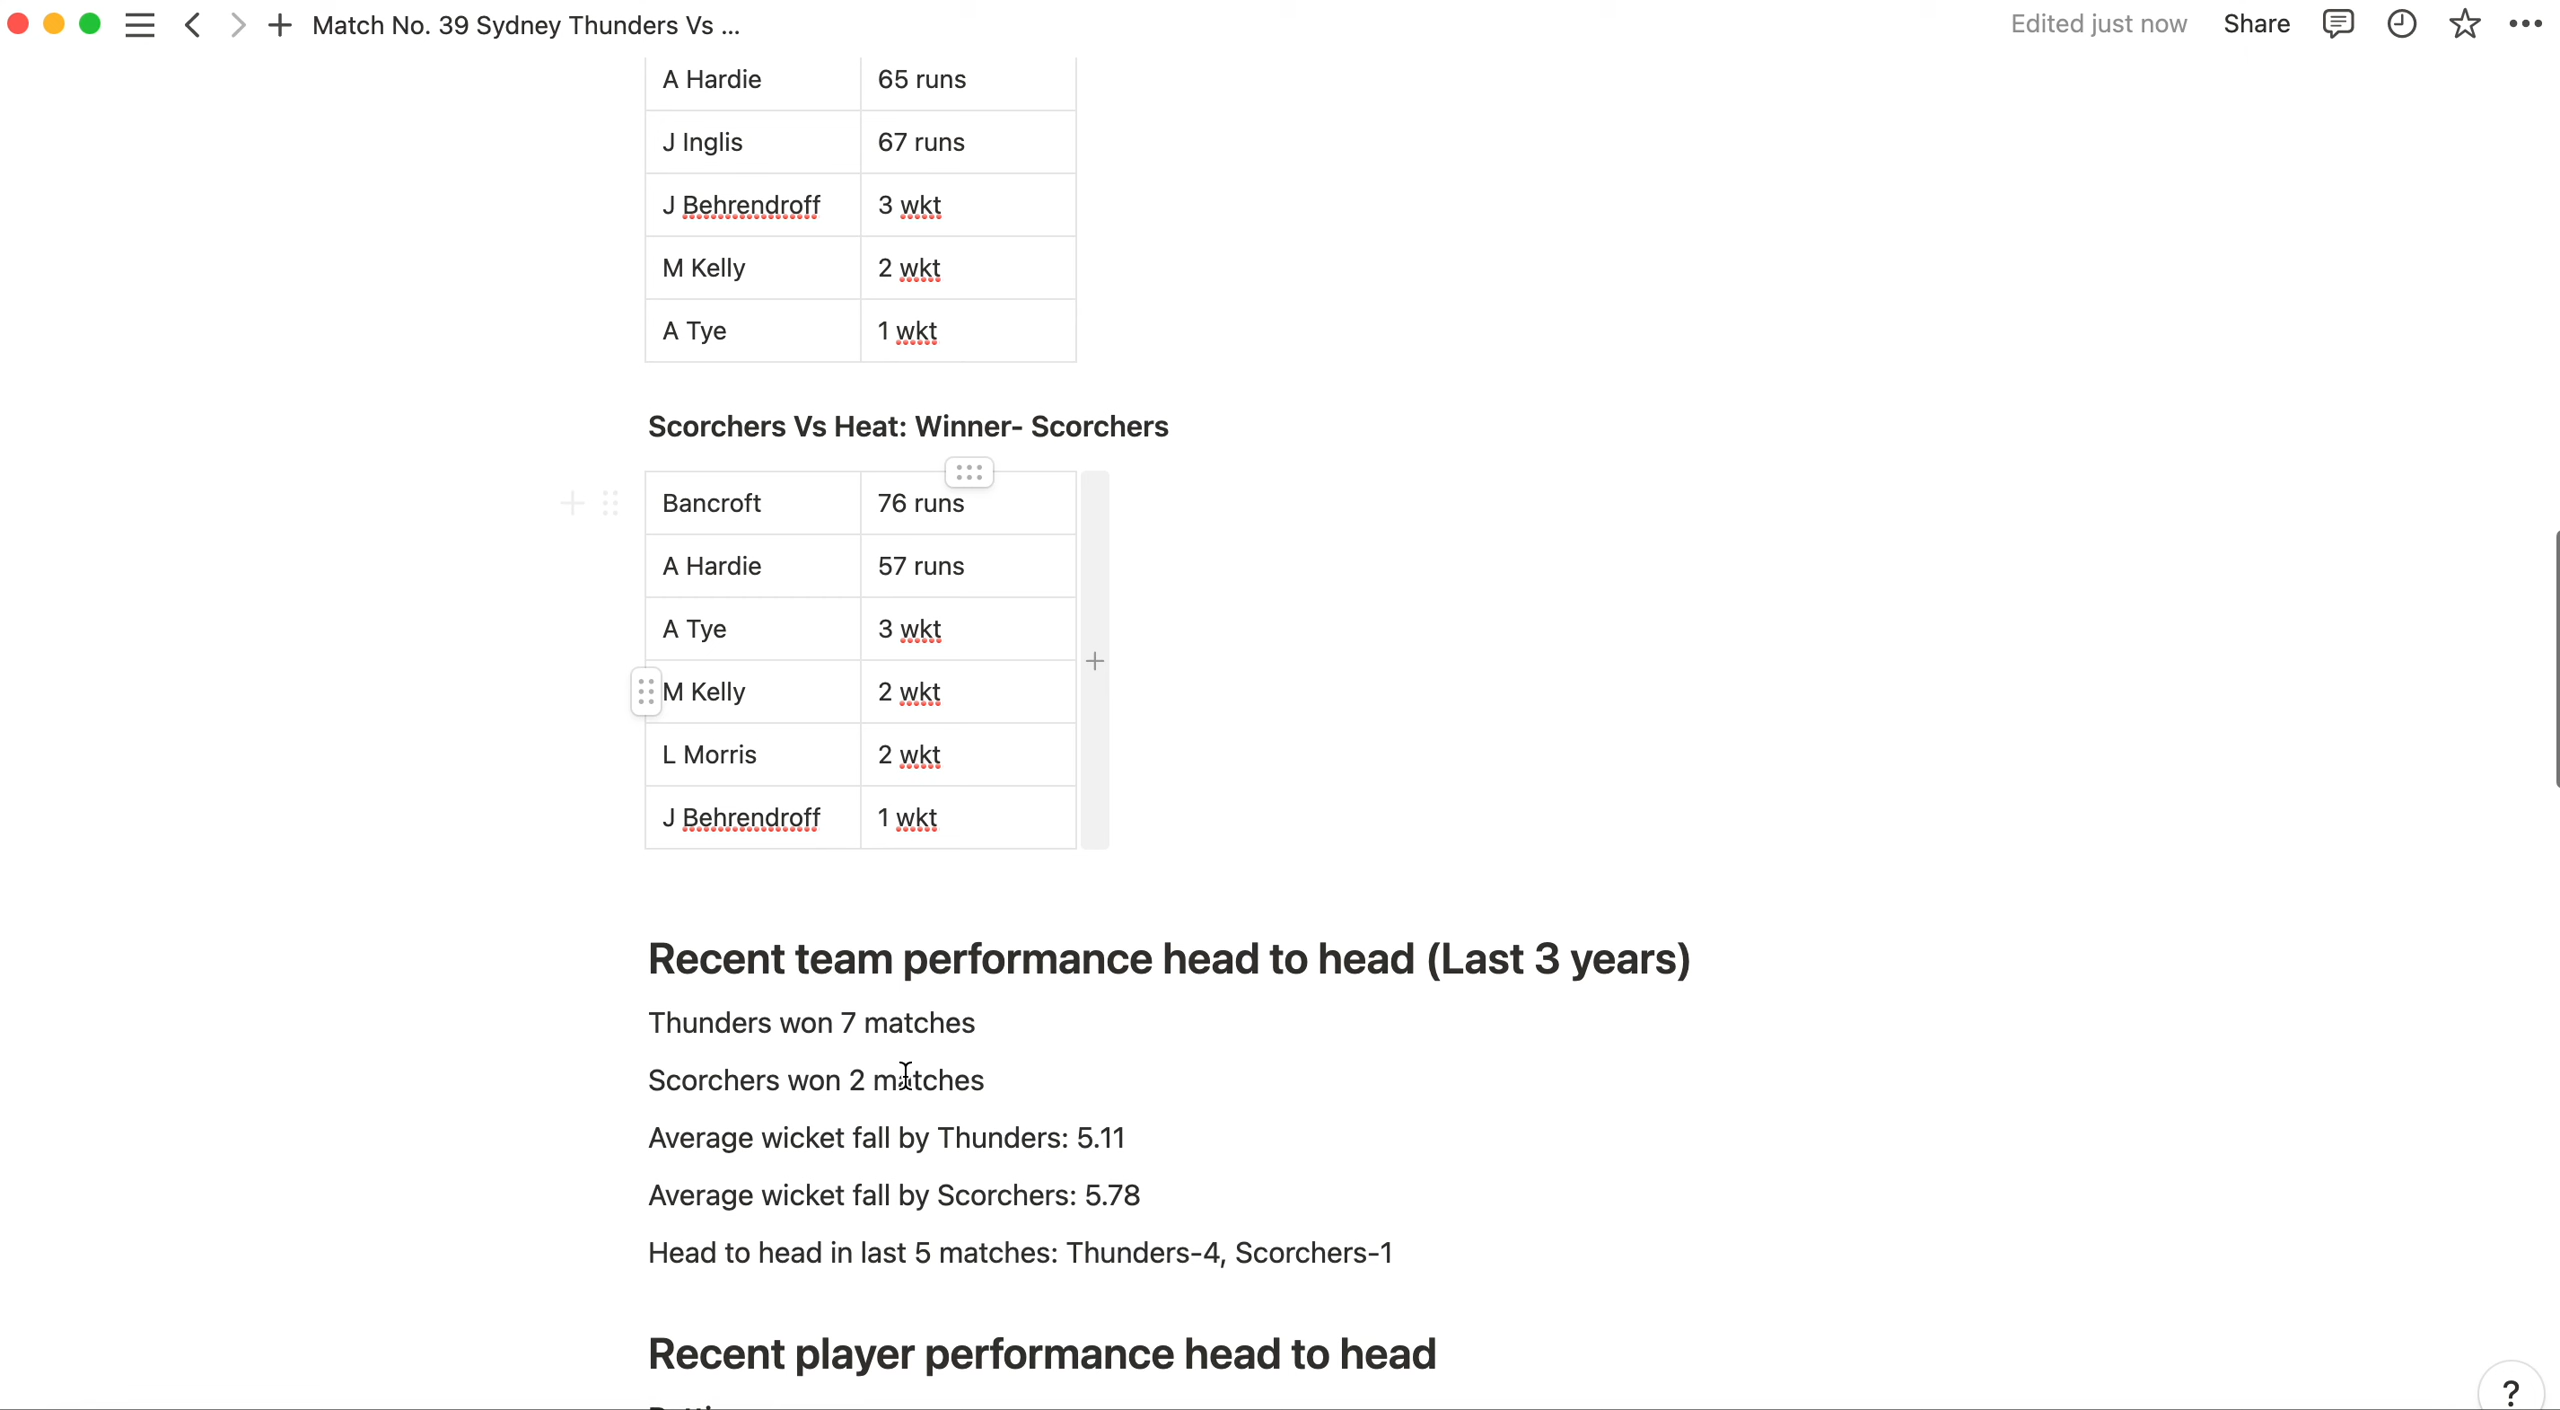 Match No. 39 Sydney Thunders Vs ...
Edited just now
Share
A Hardie 65 runs
J Inglis 67 runs
J Behrendroff 3 wkt
M Kelly 2 wkt
A Tye 1 wkt
Scorchers Vs Heat: Winner- Scorchers
Bancroft 76 runs
A Hardie 57 runs
A Tye 3 wkt
M Kelly 2 wkt
L Morris 2 wkt
J Behrendroff 1 wkt
Recent team performance head to head (Last 3 years)
Thunders won 7 matches
Scorchers won 2 matches
Average wicket fall by Thunders: 5.11
Average wicket fall by Scorchers: 5.78
Head to head in last 5 matches: Thunders-4, Scorchers-1
Recent player performance head to head
?